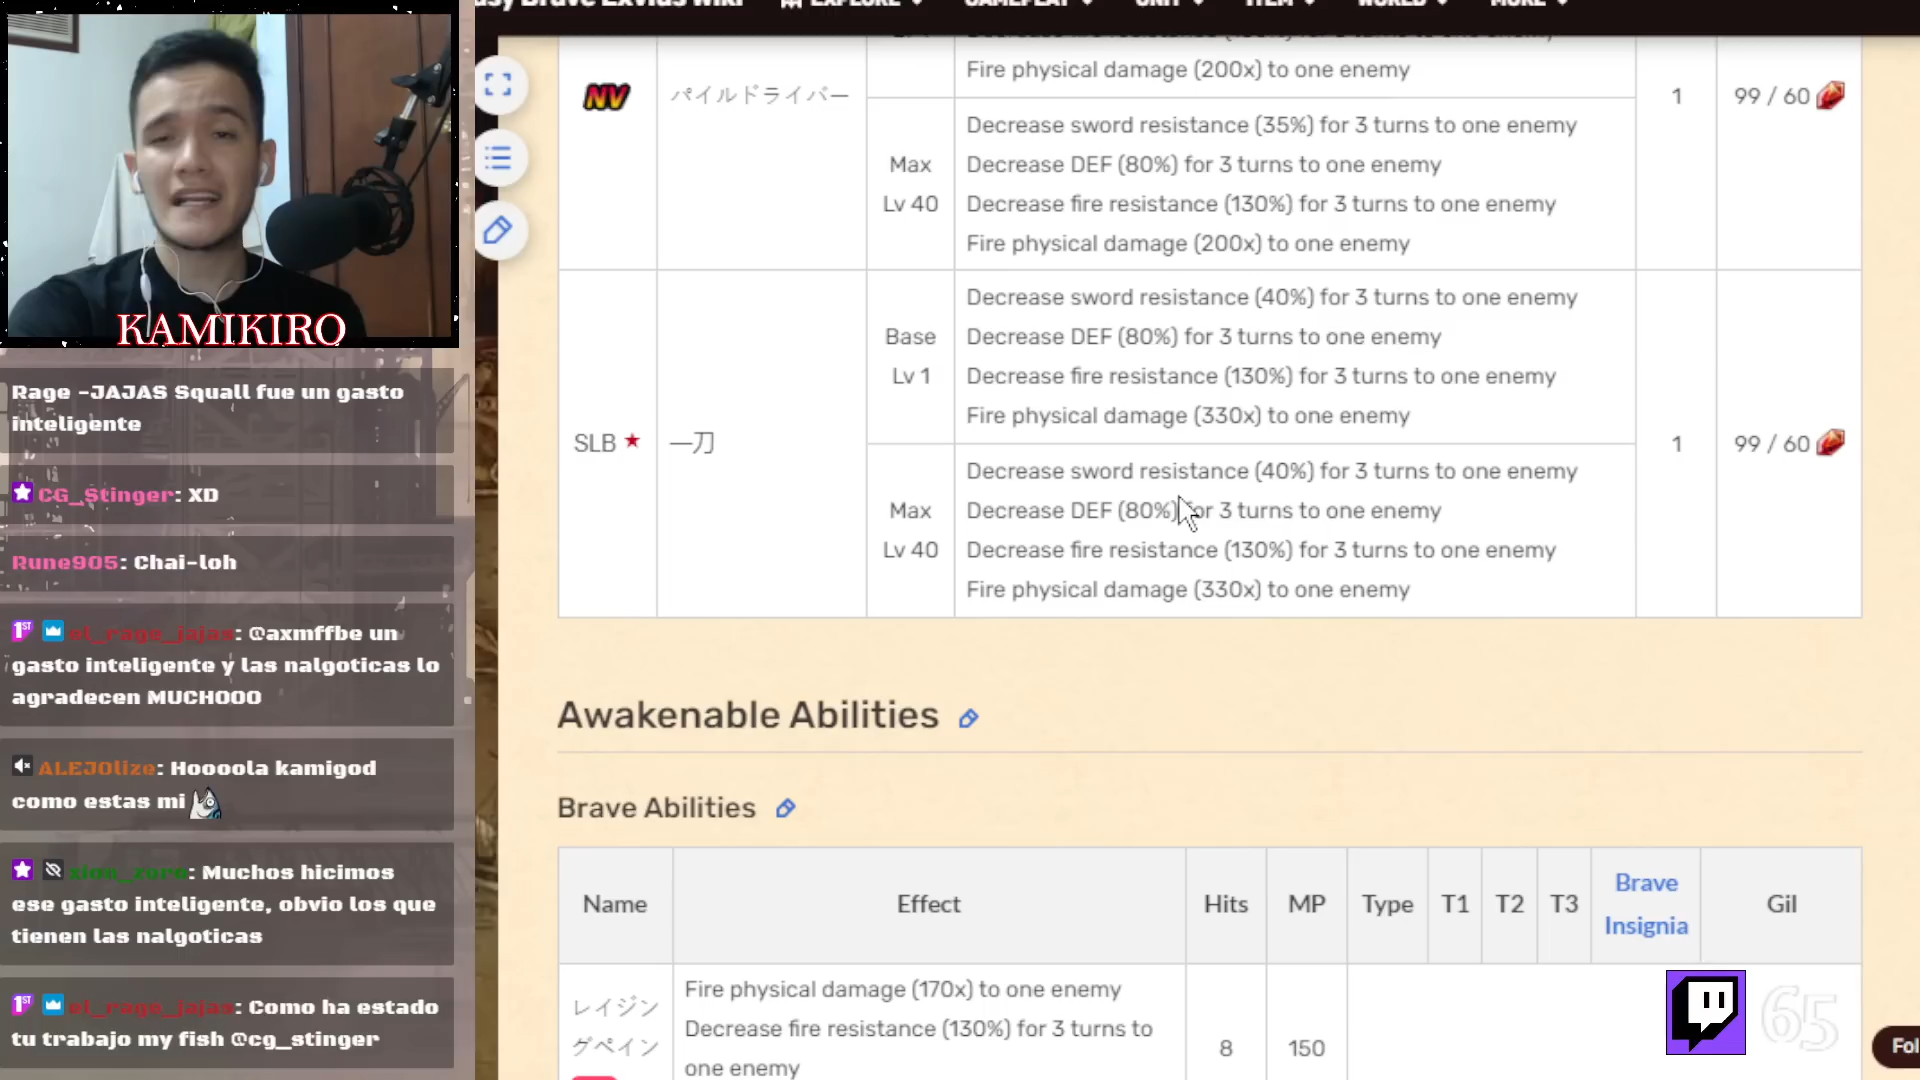 EXPLORE GAMEPLAY UNIT ITEM WORLD MORE
KAMIKIRO
Rage -JAJAS Squall fue un gasto
inteligente
CG_Stinger: XD
Rune905: Chai-loh
el_rage_jajas: @axmffbe un
gasto inteligente y las nalgoticas lo
agradecen MUCHOOO
ALEJOlize: Hoooola kamigod
como estas mi
Muchos hicimos
ese gasto inteligente, obvio los que
tienen las nalgoticas
el_rage_jajas: Como ha estado
tu trabajo my fish @cg_stinger
Fire physical damage (200x) to one enemy
NV
パイルドライバー
1
99 / 60
Max
Lv 40
Decrease sword resistance (35%) for 3 turns to one enemy
Decrease DEF (80%) for 3 turns to one enemy
Decrease fire resistance (130%) for 3 turns to one enemy
Fire physical damage (200x) to one enemy
SLB ★
一刀
Base
Lv 1
Decrease sword resistance (40%) for 3 turns to one enemy
Decrease DEF (80%) for 3 turns to one enemy
Decrease fire resistance (130%) for 3 turns to one enemy
Fire physical damage (330x) to one enemy
1
99 / 60
Max
Lv 40
Decrease sword resistance (40%) for 3 turns to one enemy
Decrease DEF (80%) for 3 turns to one enemy
Decrease fire resistance (130%) for 3 turns to one enemy
Fire physical damage (330x) to one enemy
Awakenable Abilities
Brave Abilities
Name
Effect
Hits
MP
Type
T1
T2
T3
Brave
Insignia
Gil
レイジン
グペイン
Fire physical damage (170x) to one enemy
Decrease fire resistance (130%) for 3 turns to
one enemy
8
150
65
Fol